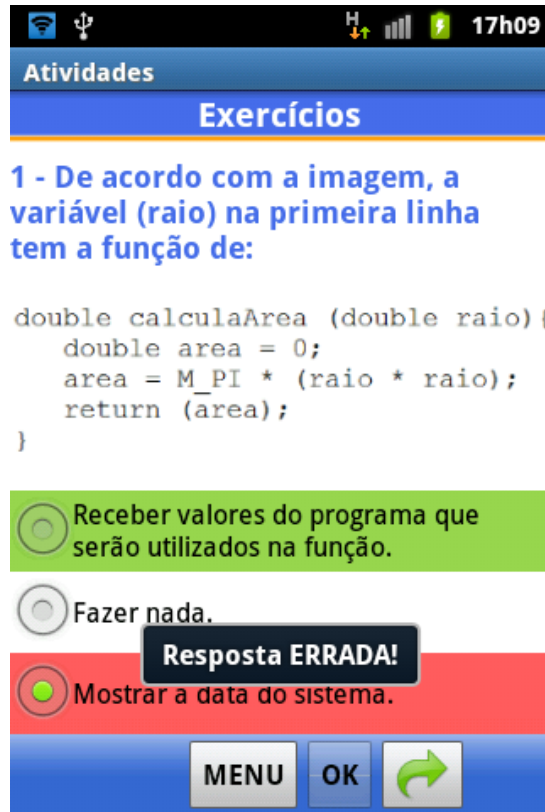 H 17h09
Atividades
Exercícios
1 - De acordo com a imagem, a
variável (raio) na primeira linha
tem a função de:
double calculaArea (double raio){
double area = 0;
area = M_PI * (raio * raio);
return (area);
}
Receber valores do programa que
serão utilizados na função.
Fazer nada.
Resposta ERRADA!
Mostrar a data do sistema.
MENU OK